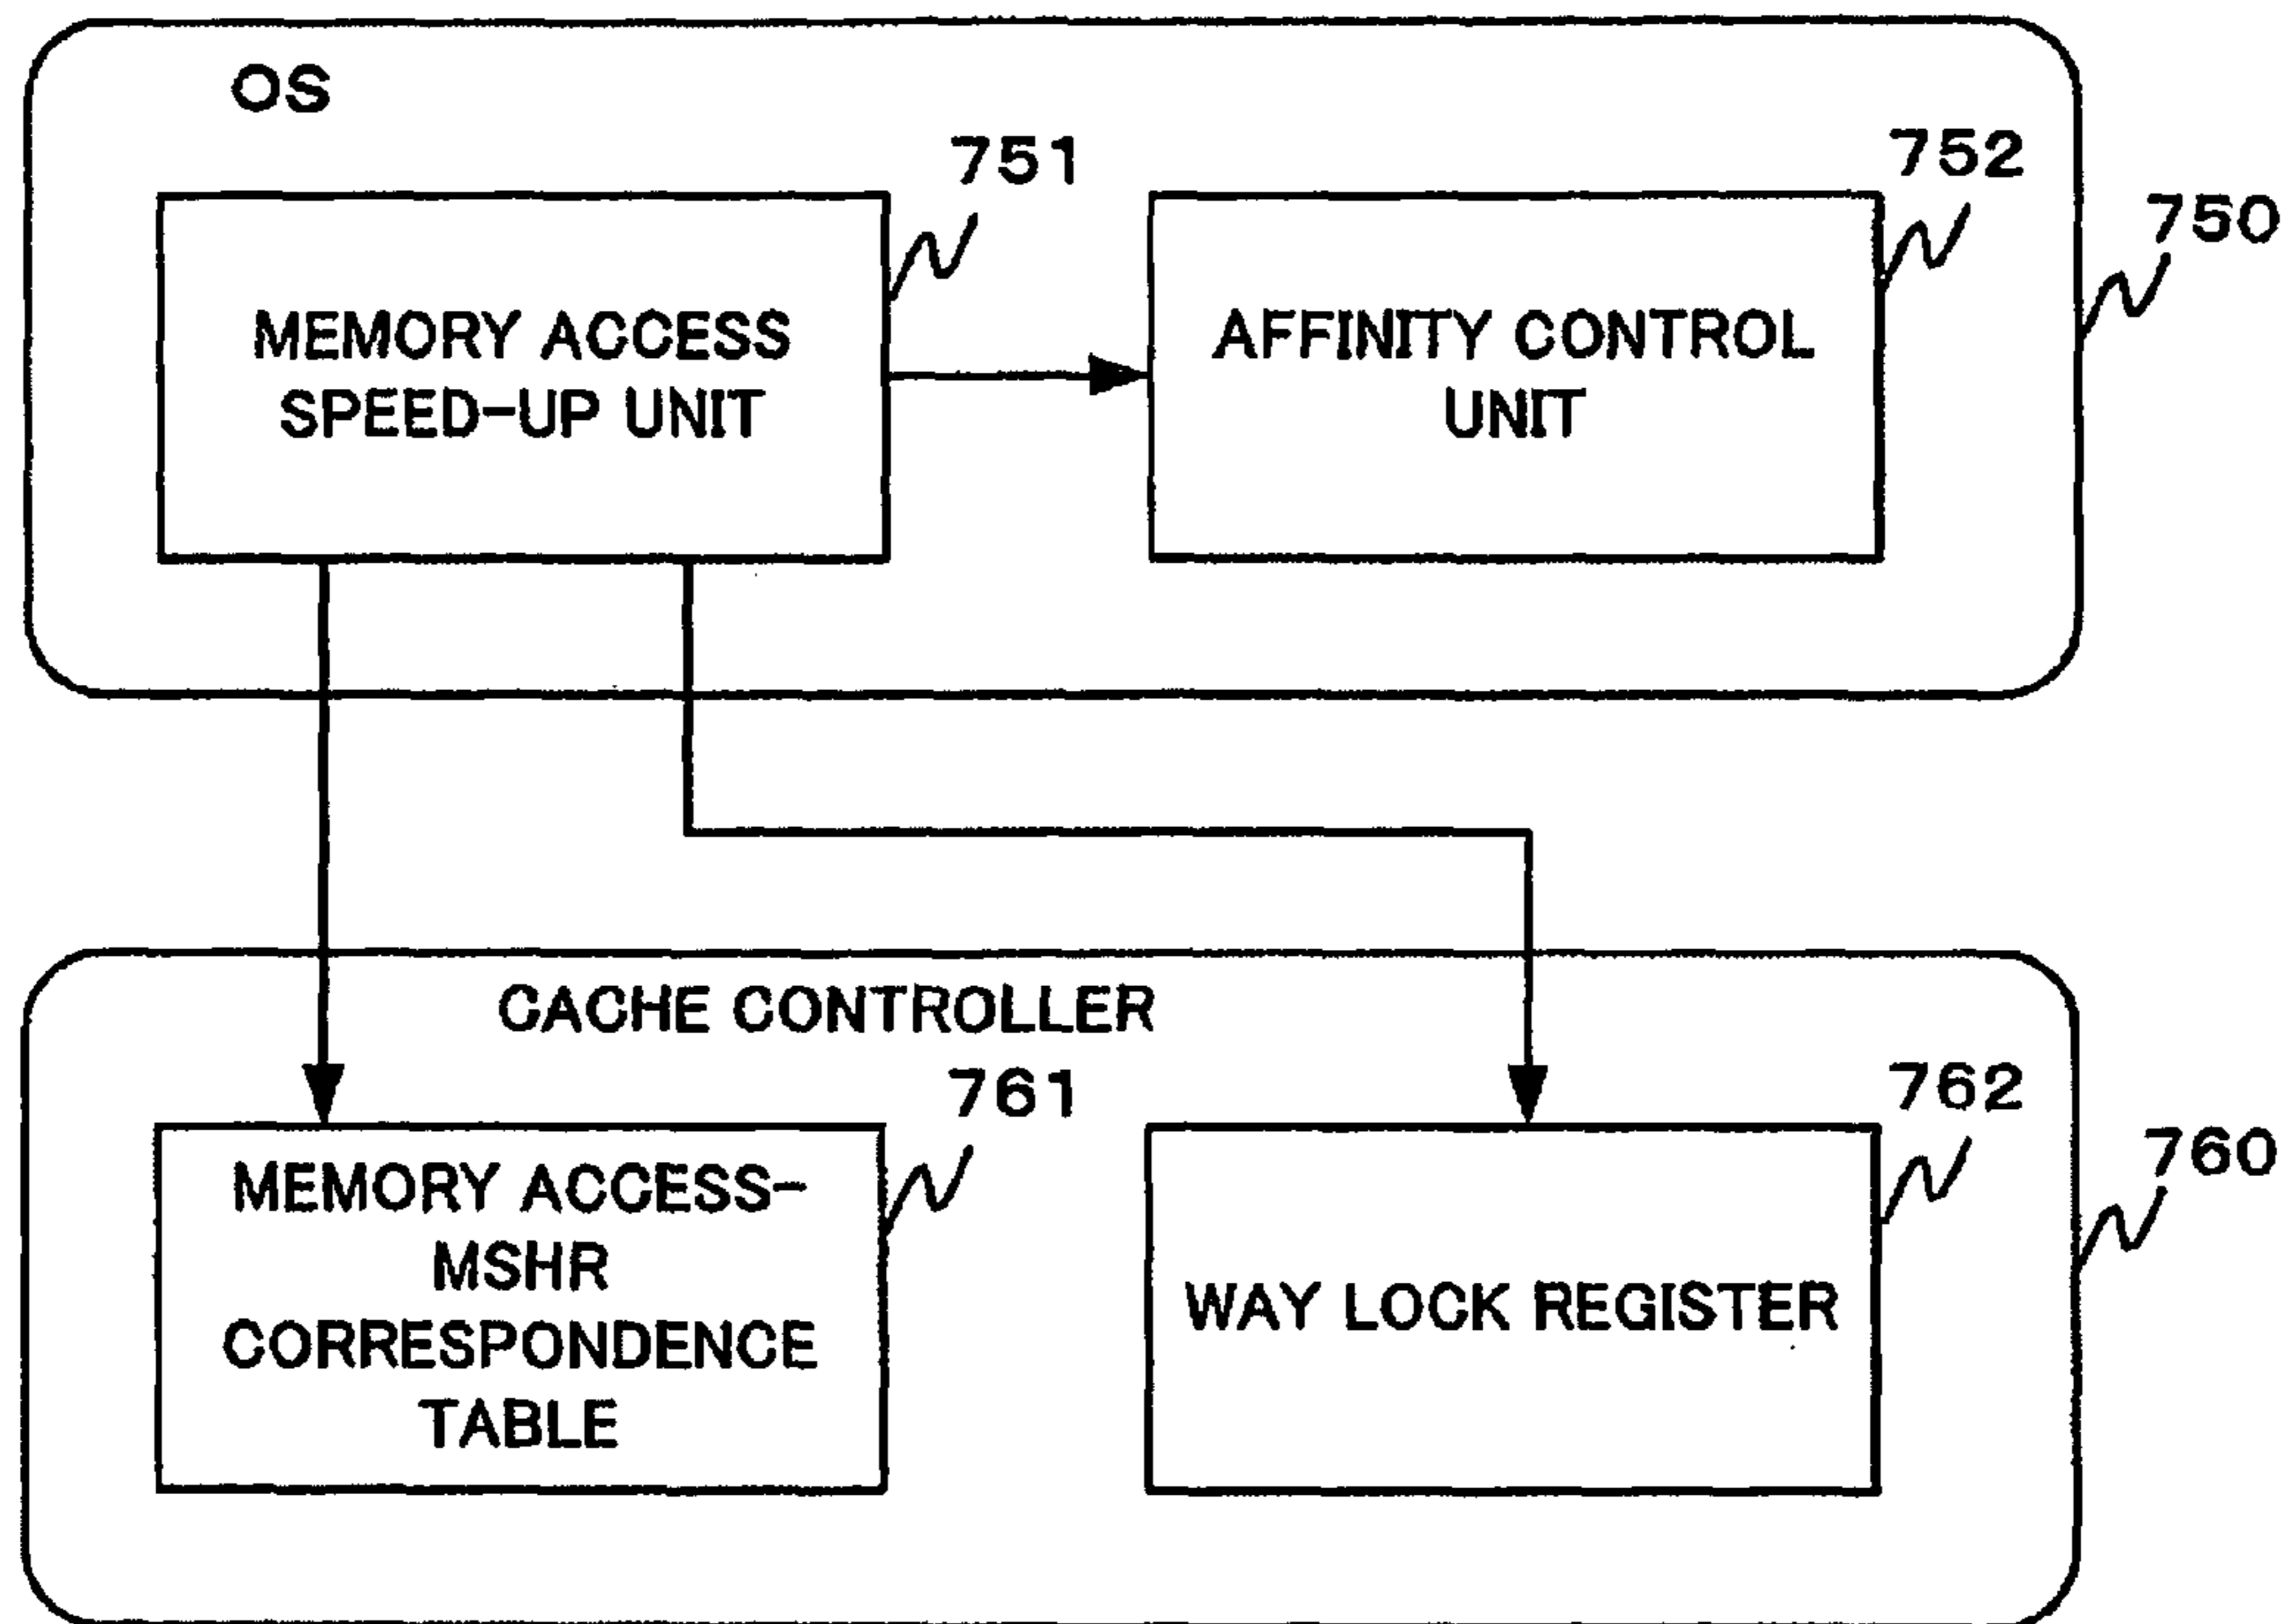 OS
751
752
750
MEMORY ACCESS
SPEED-UP UNIT
AFFINITY CONTROL
UNIT
CACHE CONTROLLER
761
762
760
MEMORY ACCESS-
MSHR
CORRESPONDENCE
TABLE
WAY LOCK REGISTER